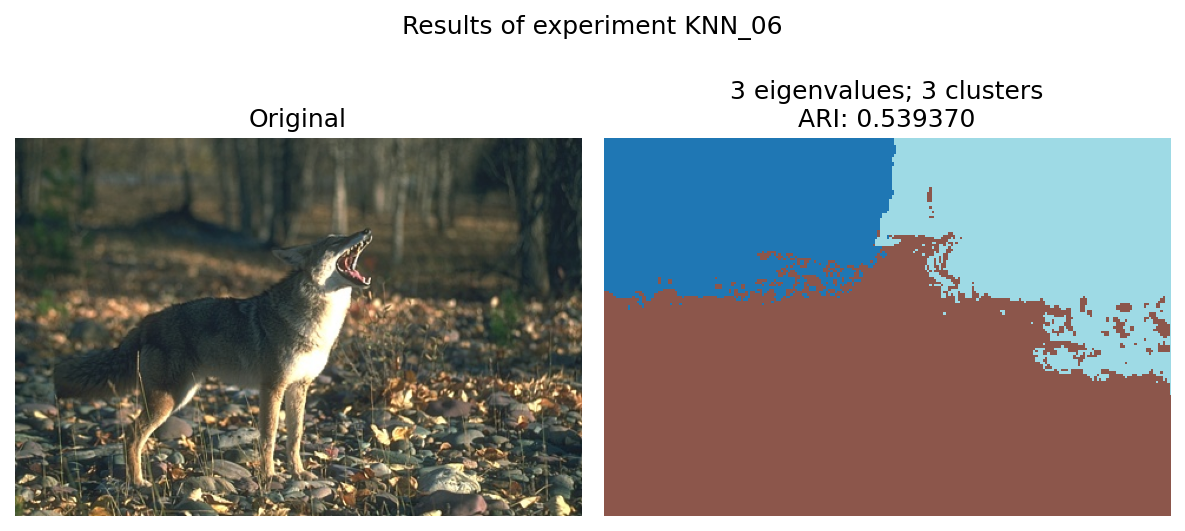 Results of experiment KNN_06
Original
3 eigenvalues; 3 clusters
ARI: 0.539370